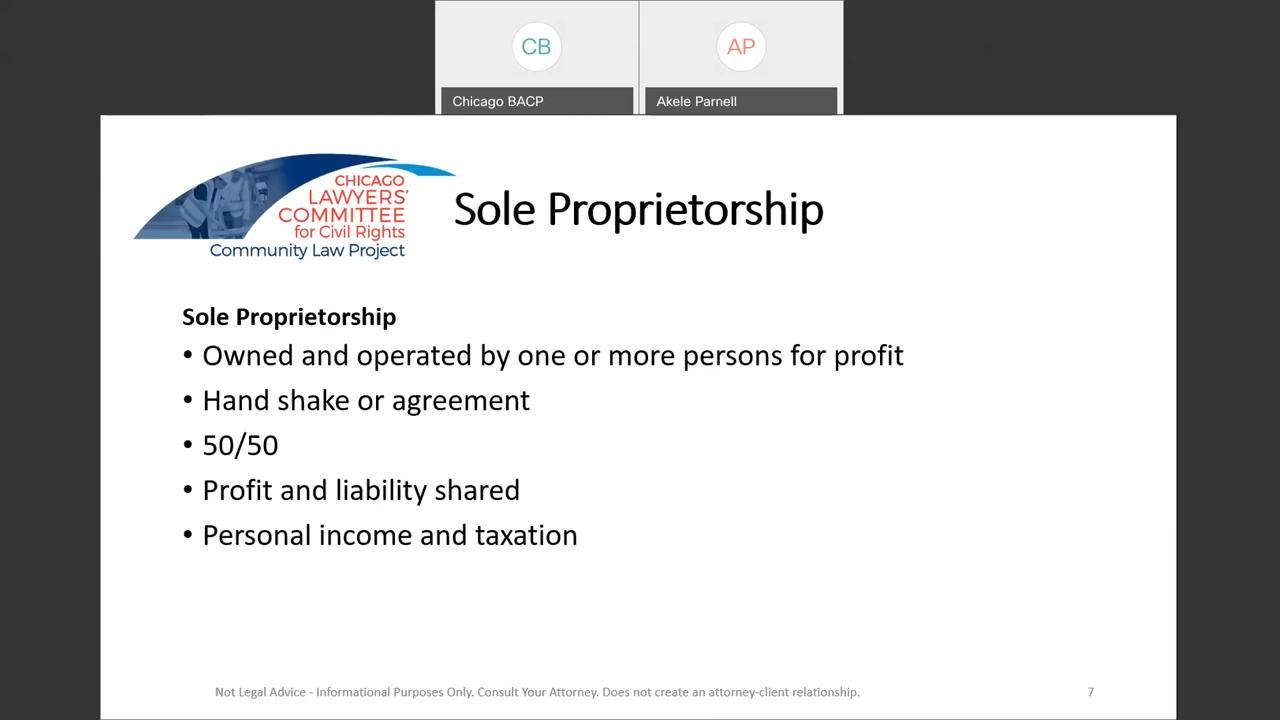 CB
AP
Chicago BACP
Akele Parnell
CHICAGO
LAWYERS'
COMMITTEE
for Civil Rights
Community Law Project
Sole Proprietorship
Sole Proprietorship
• Owned and operated by one or more persons for profit
• Hand shake or agreement
• 50/50
• Profit and liability shared
• Personal income and taxation
Not Legal Advice - Informational Purposes Only. Consult Your Attorney. Does not create an attorney-client relationship.
7